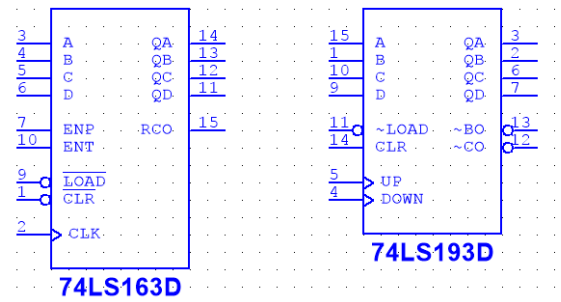 3 A QA 14
4 B QB 13
5 C QC 12
6 D QD 11
7 ENP RCO 15
10 ENT
9 LOAD
1 CLR
2 CLK
74LS163D
15 A QA 3
1 B QB 2
10 C QC 6
9 D QD 7
11 ~LOAD ~BO 13
14 CLR ~CO 12
5 UP
4 DOWN
74LS193D